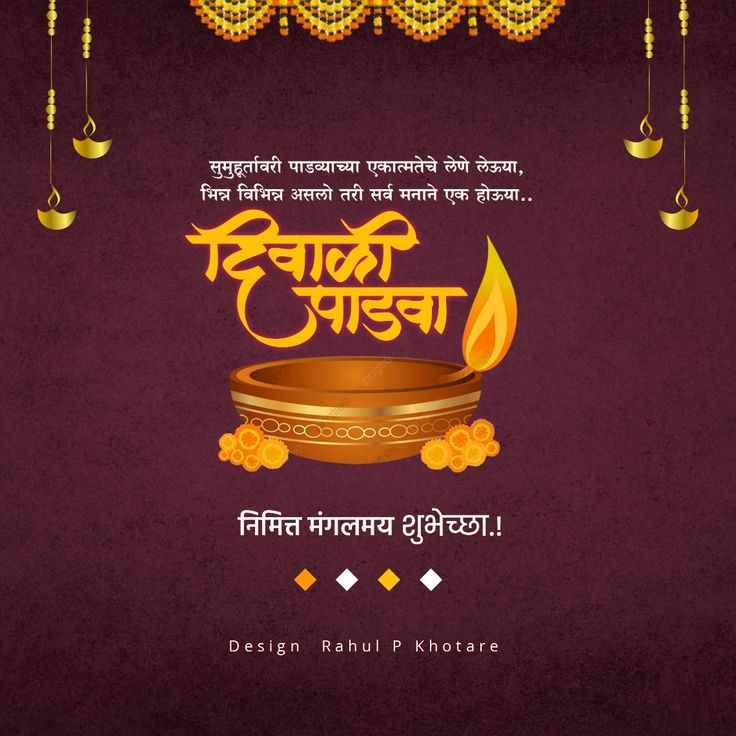 सुमुहूर्तावरी पाडव्याच्या एकात्मतेचे लेणे लेऊया,
भिन्न विभिन्न असलो तरी सर्व मनाने एक होऊया..
दिवाळी
पाडवा
निमित्त मंगलमय शुभेच्छा.!
Design Rahul P Khotare